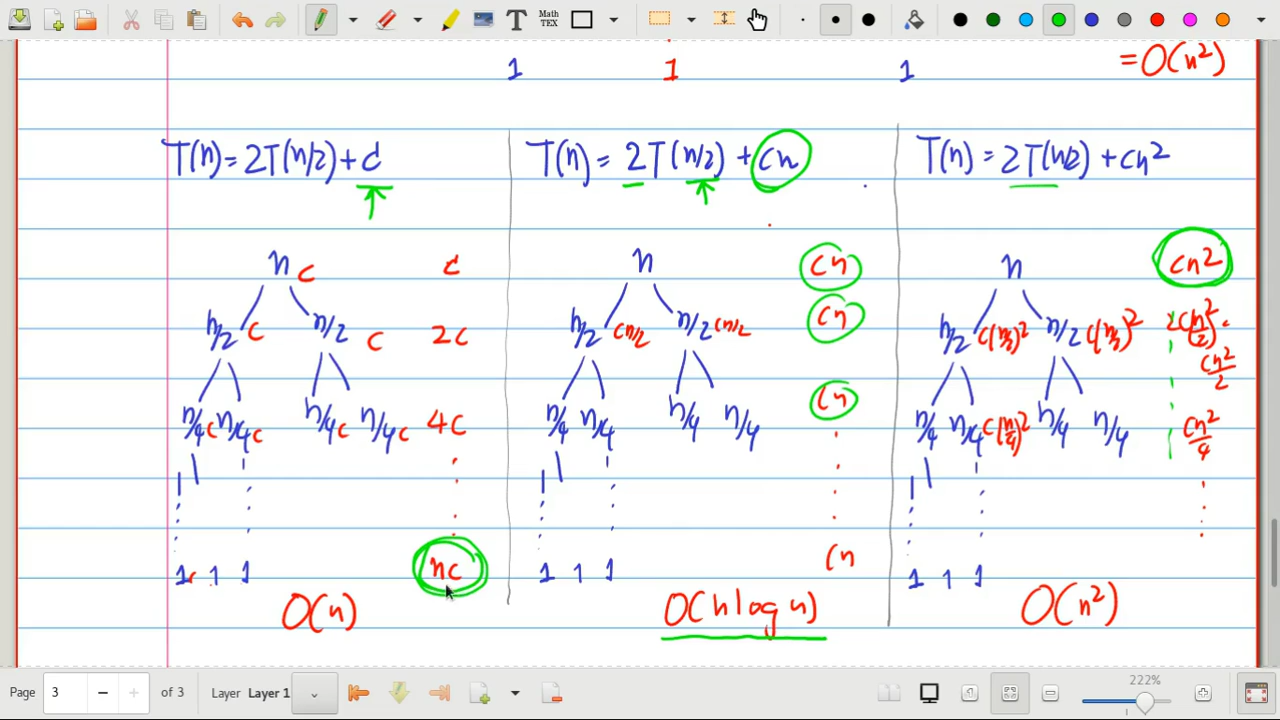 Math
TEX
1 1 1
= O(n²)
T(n) = 2T(n/2) + c
n c c
n/2 c n/2 c 2c
n/4 c n/4 c n/4 c n/4 c 4c
1c 1 1 nc
O(n)
T(n) = 2T(n/2) + cn
n cn
n/2 cn/2 n/2 cn/2 cn
n/4 n/4 n/4 n/4 cn
cn
1 1 1
O(n log n)
T(n) = 2T(n/2) + cn²
n cn²
n/2 c(n/2)² n/2 c(n/2)² 2c(n/2)² =
cn²/2
n/4 n/4 c(n/4)² n/4 n/4 cn²/4
1 1 1
O(n²)
Page 3 of 3 Layer Layer 1 222%